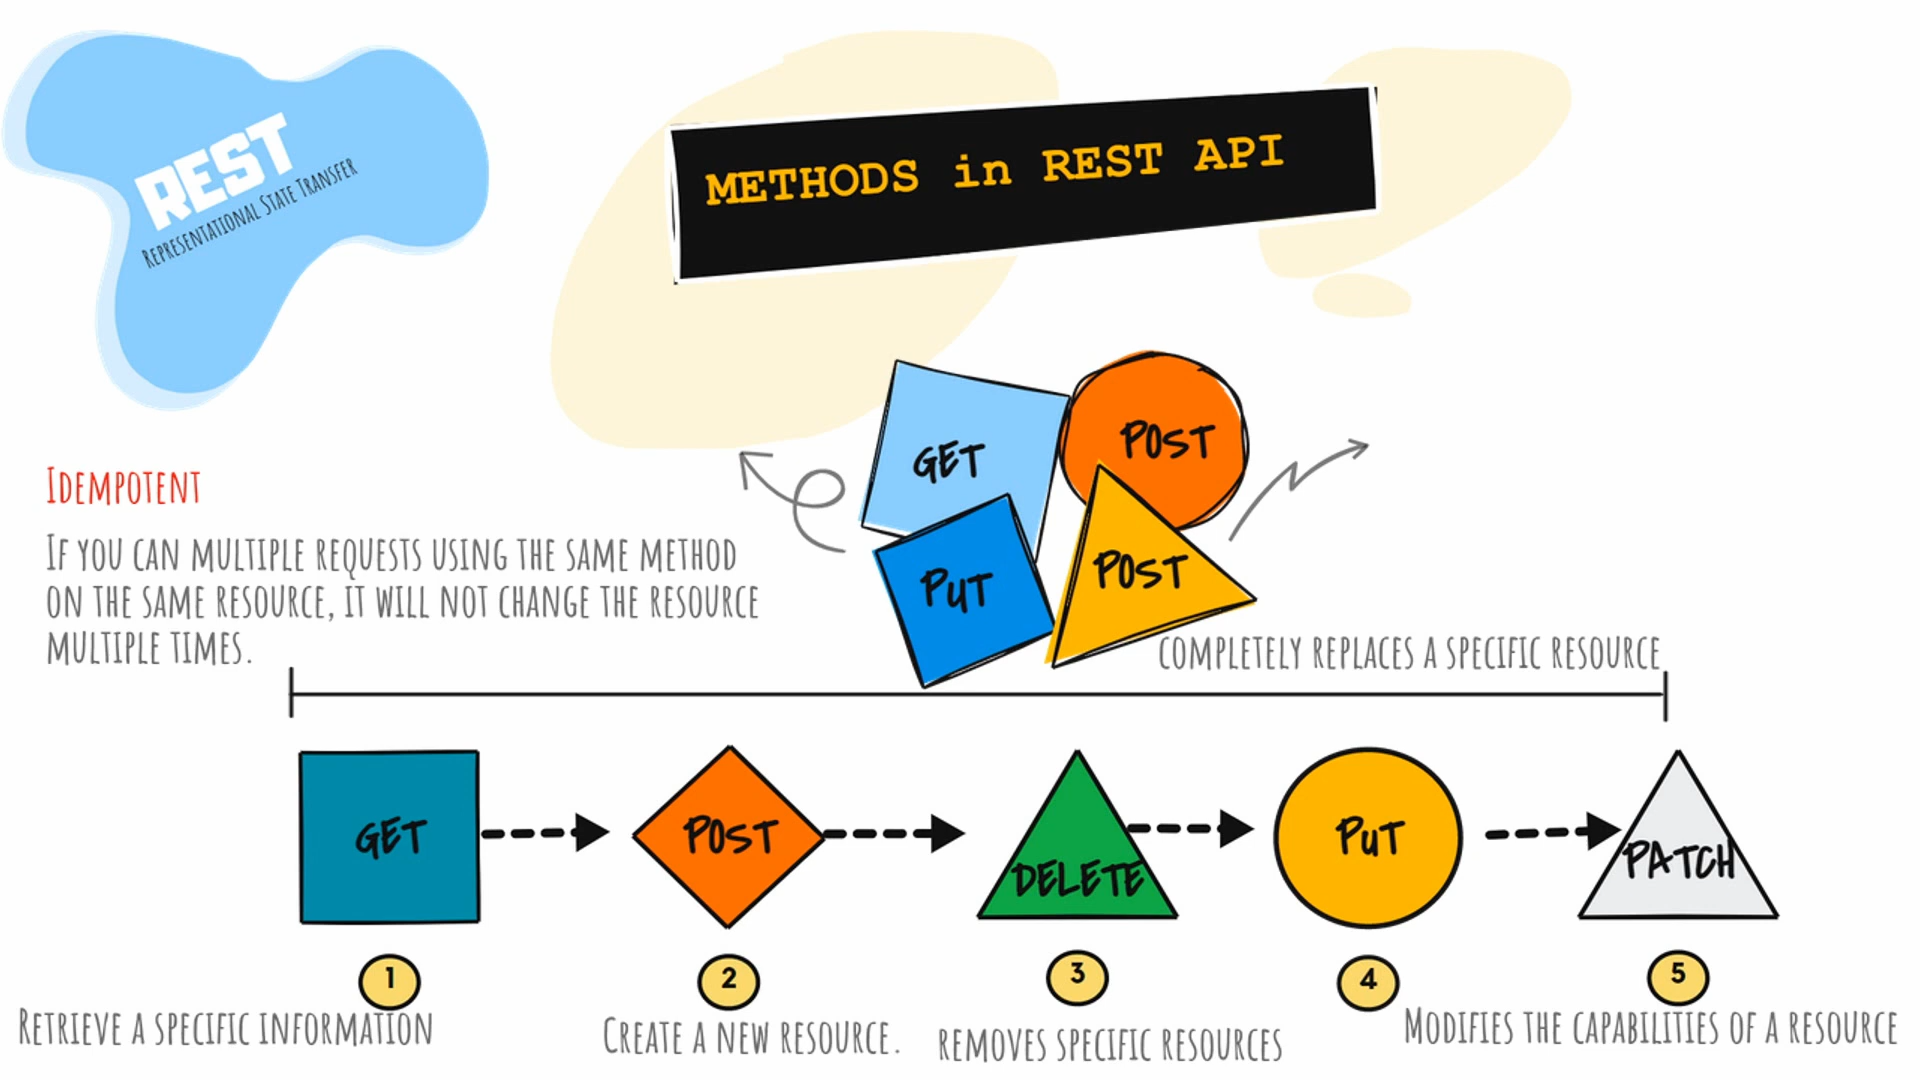 REST
REPRESENTATIONAL STATE TRANSFER
METHODS in REST API
GET
POST
PUT
POST
IDEMPOTENT
IF YOU CAN MULTIPLE REQUESTS USING THE SAME METHOD
ON THE SAME RESOURCE, IT WILL NOT CHANGE THE RESOURCE
MULTIPLE TIMES.
COMPLETELY REPLACES A SPECIFIC RESOURCE
GET
POST
DELETE
PUT
PATCH
1
2
3
4
5
RETRIEVE A SPECIFIC INFORMATION
CREATE A NEW RESOURCE.
REMOVES SPECIFIC RESOURCES
MODIFIES THE CAPABILITIES OF A RESOURCE